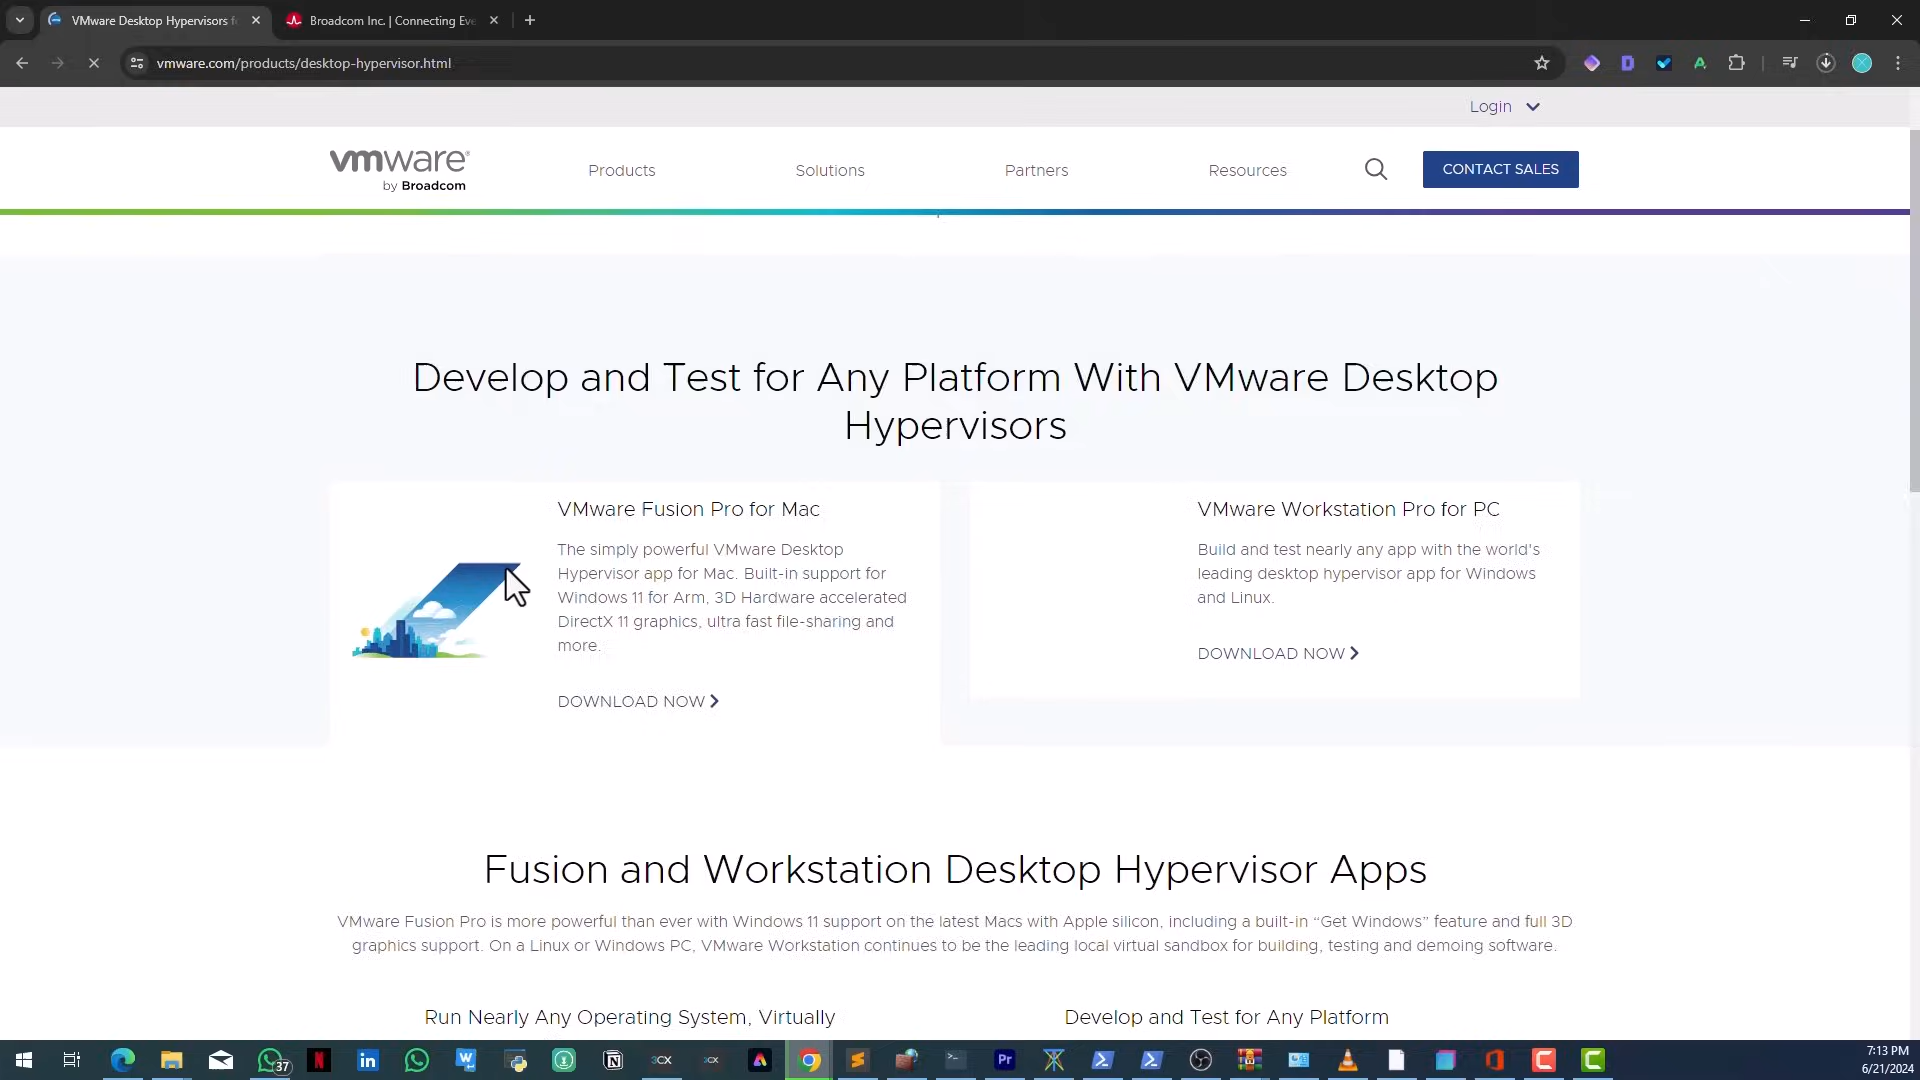 VMware Desktop Hypervisors f
Broadcom Inc. | Connecting Eve
vmware.com/products/desktop-hypervisor.html
Login
vmware®
by Broadcom
Products
Solutions
Partners
Resources
CONTACT SALES
Develop and Test for Any Platform With VMware Desktop
Hypervisors
VMware Fusion Pro for Mac
The simply powerful VMware Desktop
Hypervisor app for Mac. Built-in support for
Windows 11 for Arm, 3D Hardware accelerated
DirectX 11 graphics, ultra fast file-sharing and
more.
DOWNLOAD NOW
VMware Workstation Pro for PC
Build and test nearly any app with the world's
leading desktop hypervisor app for Windows
and Linux.
DOWNLOAD NOW
Fusion and Workstation Desktop Hypervisor Apps
VMware Fusion Pro is more powerful than ever with Windows 11 support on the latest Macs with Apple silicon, including a built-in “Get Windows” feature and full 3D
graphics support. On a Linux or Windows PC, VMware Workstation continues to be the leading local virtual sandbox for building, testing and demoing software.
Run Nearly Any Operating System, Virtually
Develop and Test for Any Platform
37
3CX
3CX
Pr
7:13 PM
6/21/2024